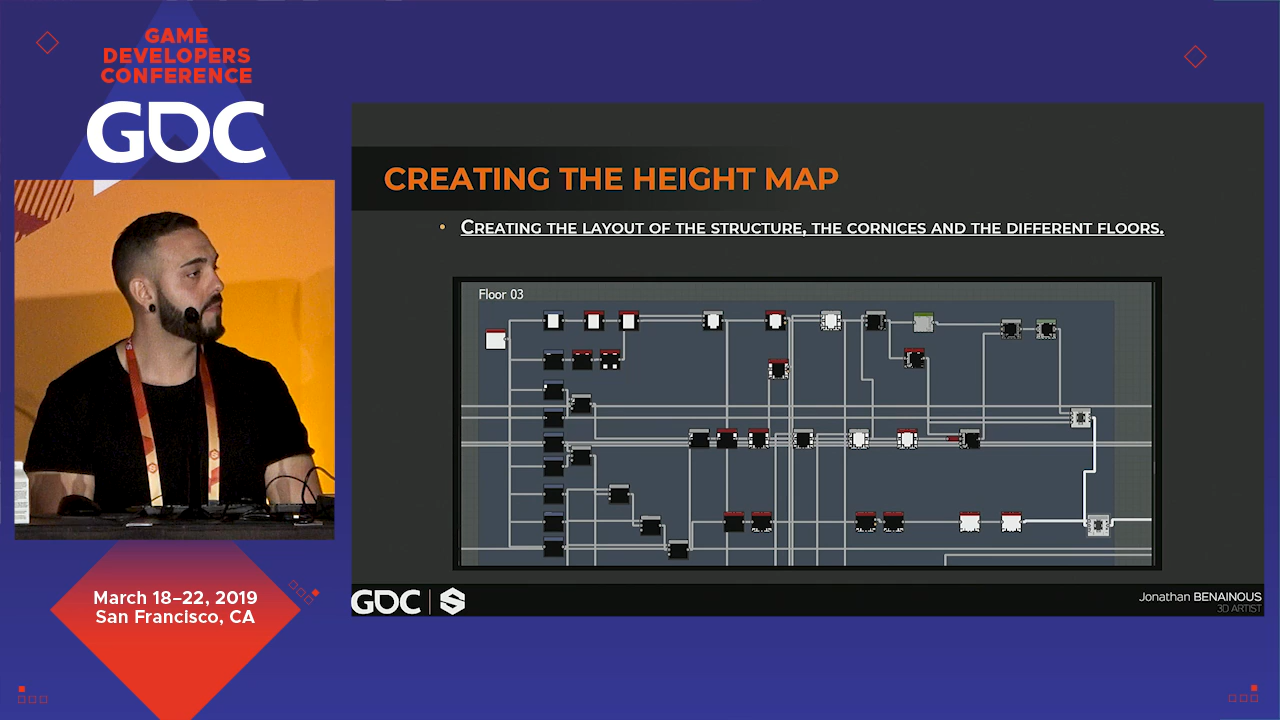 GAME
DEVELOPERS
CONFERENCE
GDC
CREATING THE HEIGHT MAP
• CREATING THE LAYOUT OF THE STRUCTURE, THE CORNICES AND THE DIFFERENT FLOORS.
Floor 03
March 18–22, 2019
San Francisco, CA
GDC
Jonathan BENAINOUS
3D ARTIST